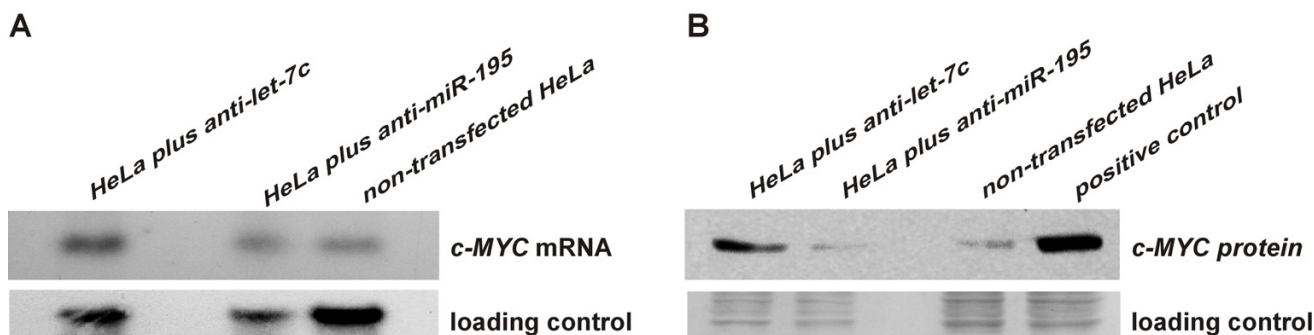 A
HeLa plus anti-let-7c
HeLa plus anti-miR-195
non-transfected HeLa
c-MYC mRNA
loading control
B
HeLa plus anti-let-7c
HeLa plus anti-miR-195
non-transfected HeLa
positive control
c-MYC protein
loading control